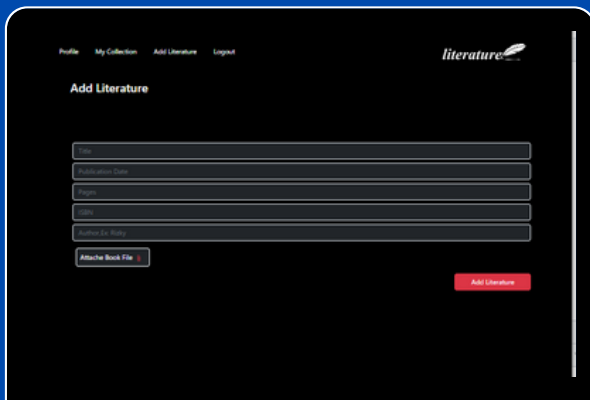 Profile My Collection Add Literature Logout
literature
Add Literature
Title
Publication Date
Pages
ISBN
Author,Ex. Rizky
Attache Book File
Add Literature